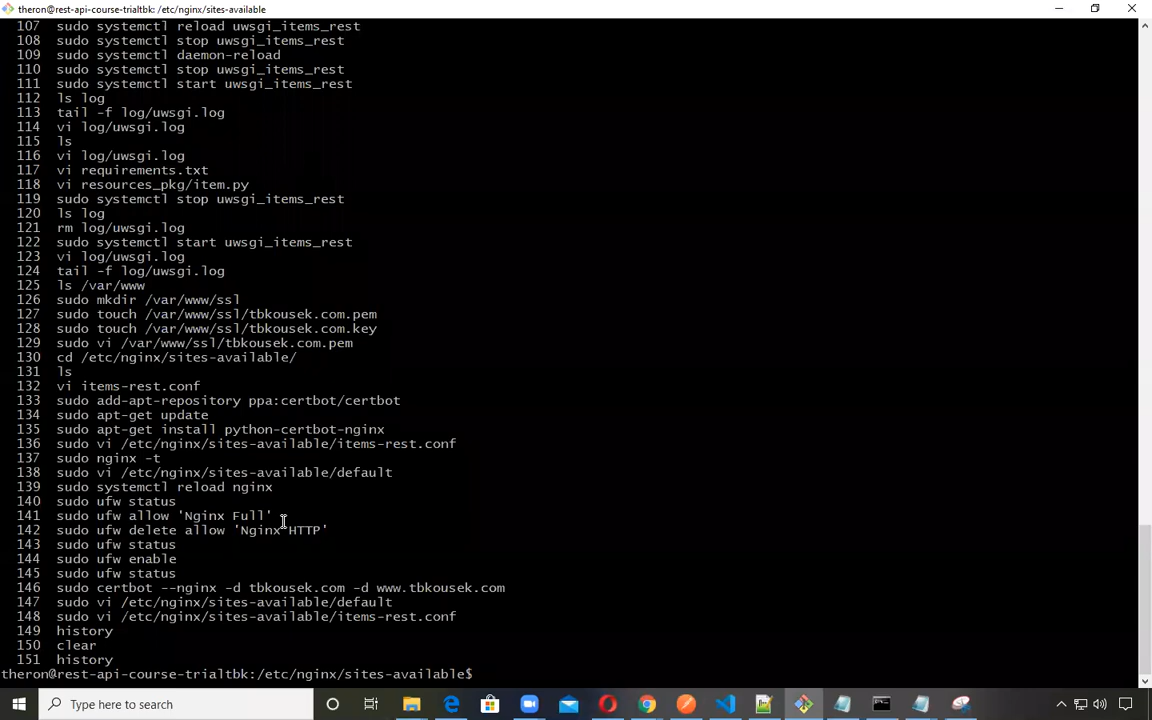 theron@rest-api-course-trialtbk: /etc/nginx/sites-available
107 sudo systemctl reload uwsgi_items_rest
108 sudo systemctl stop uwsgi_items_rest
109 sudo systemctl daemon-reload
110 sudo systemctl stop uwsgi_items_rest
111 sudo systemctl start uwsgi_items_rest
112 ls log
113 tail -f log/uwsgi.log
114 vi log/uwsgi.log
115 ls
116 vi log/uwsgi.log
117 vi requirements.txt
118 vi resources_pkg/item.py
119 sudo systemctl stop uwsgi_items_rest
120 ls log
121 rm log/uwsgi.log
122 sudo systemctl start uwsgi_items_rest
123 vi log/uwsgi.log
124 tail -f log/uwsgi.log
125 ls /var/www
126 sudo mkdir /var/www/ssl
127 sudo touch /var/www/ssl/tbkousek.com.pem
128 sudo touch /var/www/ssl/tbkousek.com.key
129 sudo vi /var/www/ssl/tbkousek.com.pem
130 cd /etc/nginx/sites-available/
131 ls
132 vi items-rest.conf
133 sudo add-apt-repository ppa:certbot/certbot
134 sudo apt-get update
135 sudo apt-get install python-certbot-nginx
136 sudo vi /etc/nginx/sites-available/items-rest.conf
137 sudo nginx -t
138 sudo vi /etc/nginx/sites-available/default
139 sudo systemctl reload nginx
140 sudo ufw status
141 sudo ufw allow 'Nginx Full'
142 sudo ufw delete allow 'Nginx HTTP'
143 sudo ufw status
144 sudo ufw enable
145 sudo ufw status
146 sudo certbot --nginx -d tbkousek.com -d www.tbkousek.com
147 sudo vi /etc/nginx/sites-available/default
148 sudo vi /etc/nginx/sites-available/items-rest.conf
149 history
150 clear
151 history
theron@rest-api-course-trialtbk:/etc/nginx/sites-available$
Type here to search